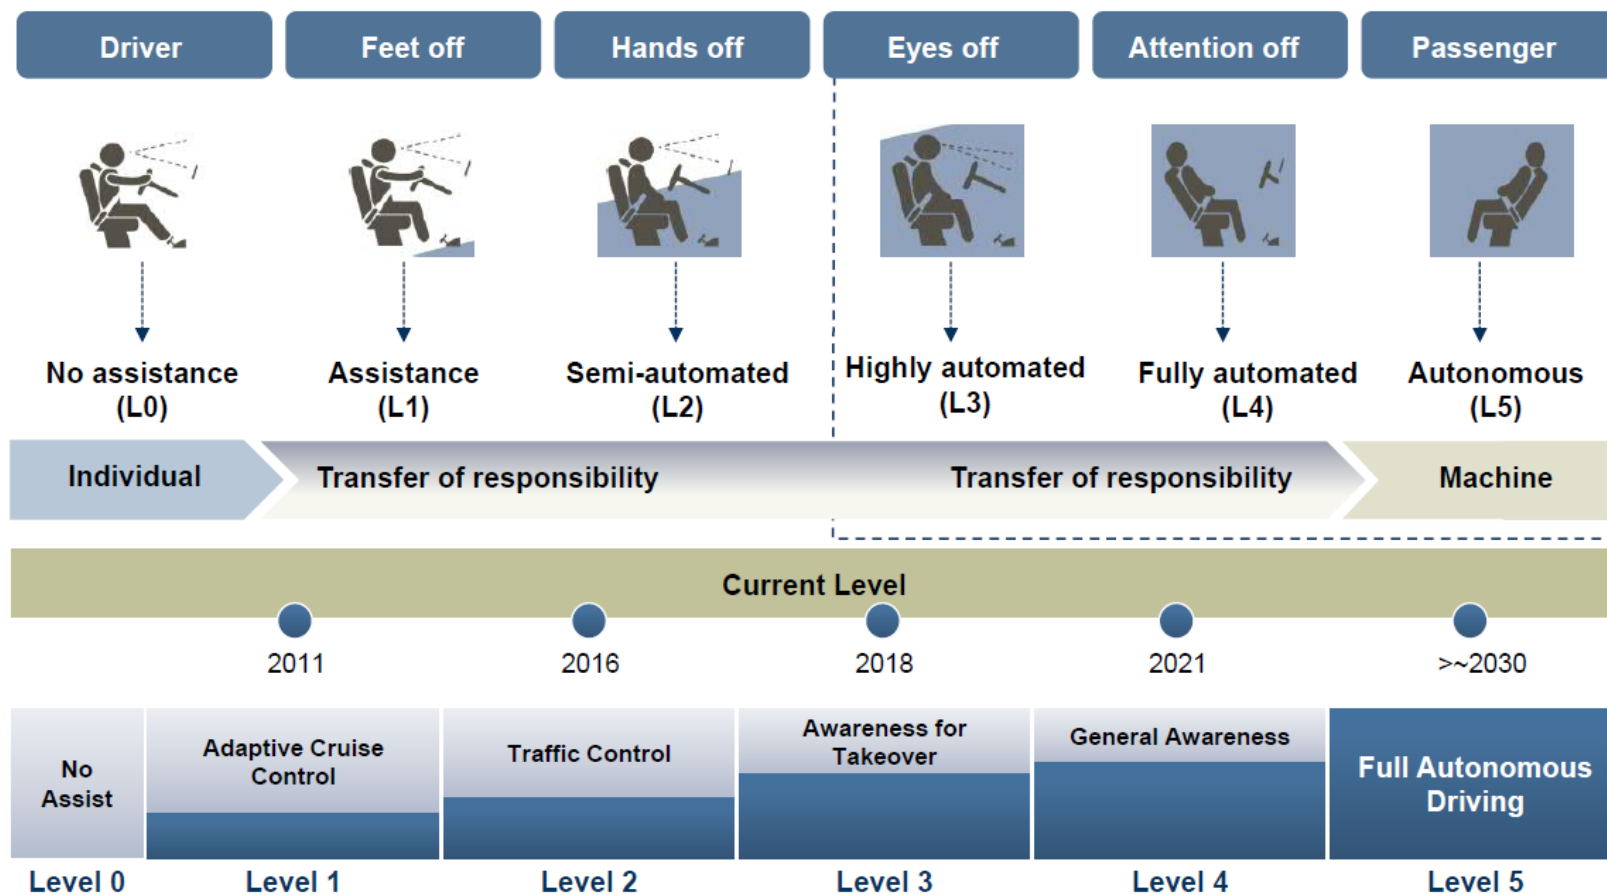 Driver
Feet off
Hands off
Eyes off
Attention off
Passenger
No assistance
(L0)
Assistance
(L1)
Semi-automated
(L2)
Highly automated
(L3)
Fully automated
(L4)
Autonomous
(L5)
Individual
Transfer of responsibility
Transfer of responsibility
Machine
Current Level
2011
2016
2018
2021
>~2030
No
Assist
Adaptive Cruise
Control
Traffic Control
Awareness for
Takeover
General Awareness
Full Autonomous
Driving
Level 0
Level 1
Level 2
Level 3
Level 4
Level 5